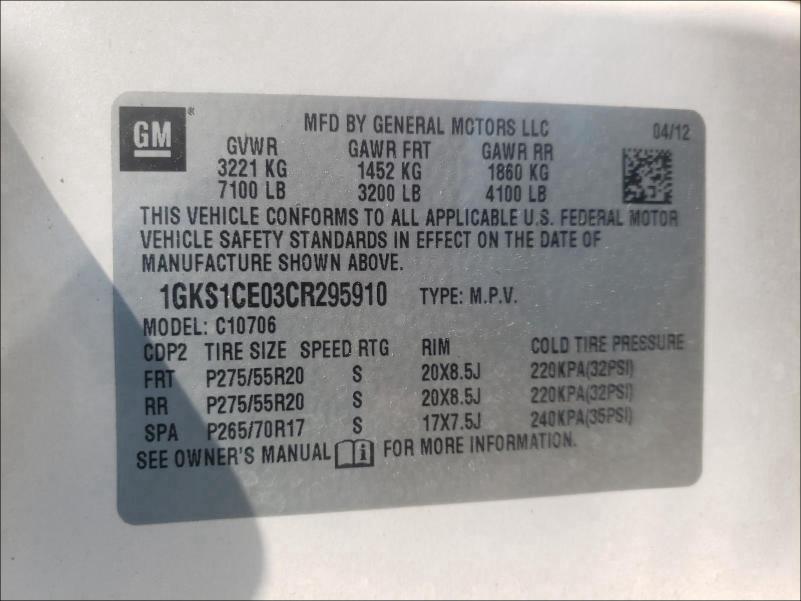 GM®
MFD BY GENERAL MOTORS LLC 04/12
GVWR GAWR FRT GAWR RR
3221 KG 1452 KG 1860 KG
7100 LB 3200 LB 4100 LB
THIS VEHICLE CONFORMS TO ALL APPLICABLE U.S. FEDERAL MOTOR
VEHICLE SAFETY STANDARDS IN EFFECT ON THE DATE OF
MANUFACTURE SHOWN ABOVE.
1GKS1CE03CR295910 TYPE: M.P.V.
MODEL: C10706
CDP2 TIRE SIZE SPEED RTG RIM COLD TIRE PRESSURE
FRT P275/55R20 S 20X8.5J 220KPA(32PSI)
RR P275/55R20 S 20X8.5J 220KPA(32PSI)
SPA P265/70R17 S 17X7.5J 240KPA(35PSI)
SEE OWNER'S MANUAL i FOR MORE INFORMATION.